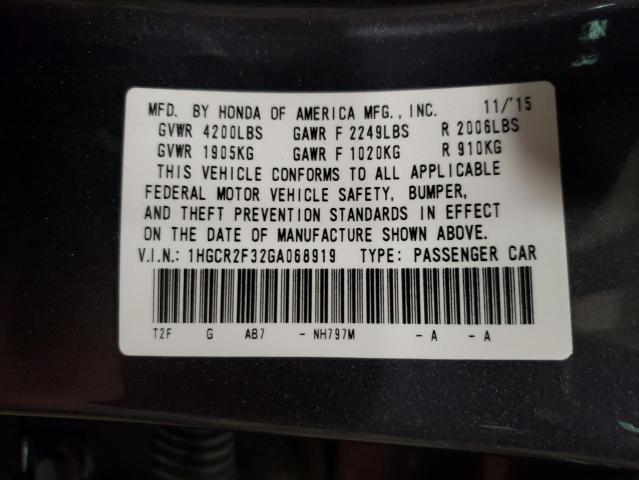 MFD. BY HONDA OF AMERICA MFG., INC. 11/'15
GVWR 4200LBS GAWR F 2249LBS R 2006LBS
GVWR 1905KG GAWR F 1020KG R 910KG
THIS VEHICLE CONFORMS TO ALL APPLICABLE
FEDERAL MOTOR VEHICLE SAFETY, BUMPER,
AND THEFT PREVENTION STANDARDS IN EFFECT
ON THE DATE OF MANUFACTURE SHOWN ABOVE.
V.I.N.: 1HGCR2F32GA068919 TYPE: PASSENGER CAR
T2F G AB7 - NH797M - A - A